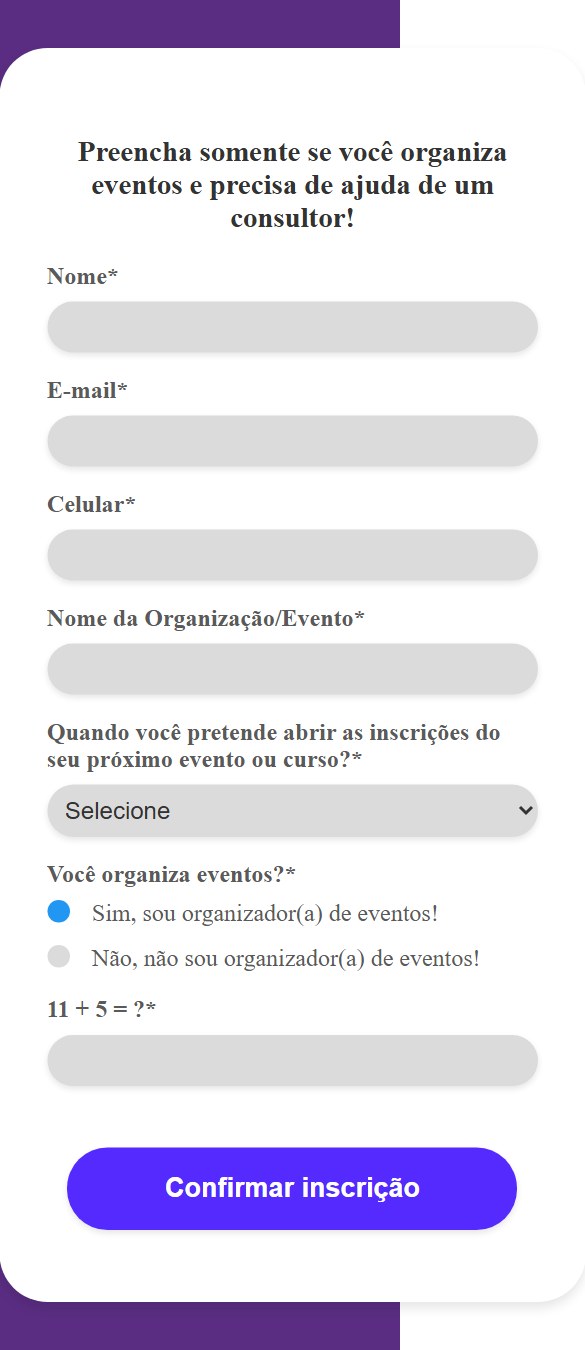 Preencha somente se você organiza
eventos e precisa de ajuda de um
consultor!
Nome*
E-mail*
Celular*
Nome da Organização/Evento*
Quando você pretende abrir as inscrições do
seu próximo evento ou curso?*
Selecione
Você organiza eventos?*
Sim, sou organizador(a) de eventos!
Não, não sou organizador(a) de eventos!
11 + 5 = ?*
Confirmar inscrição